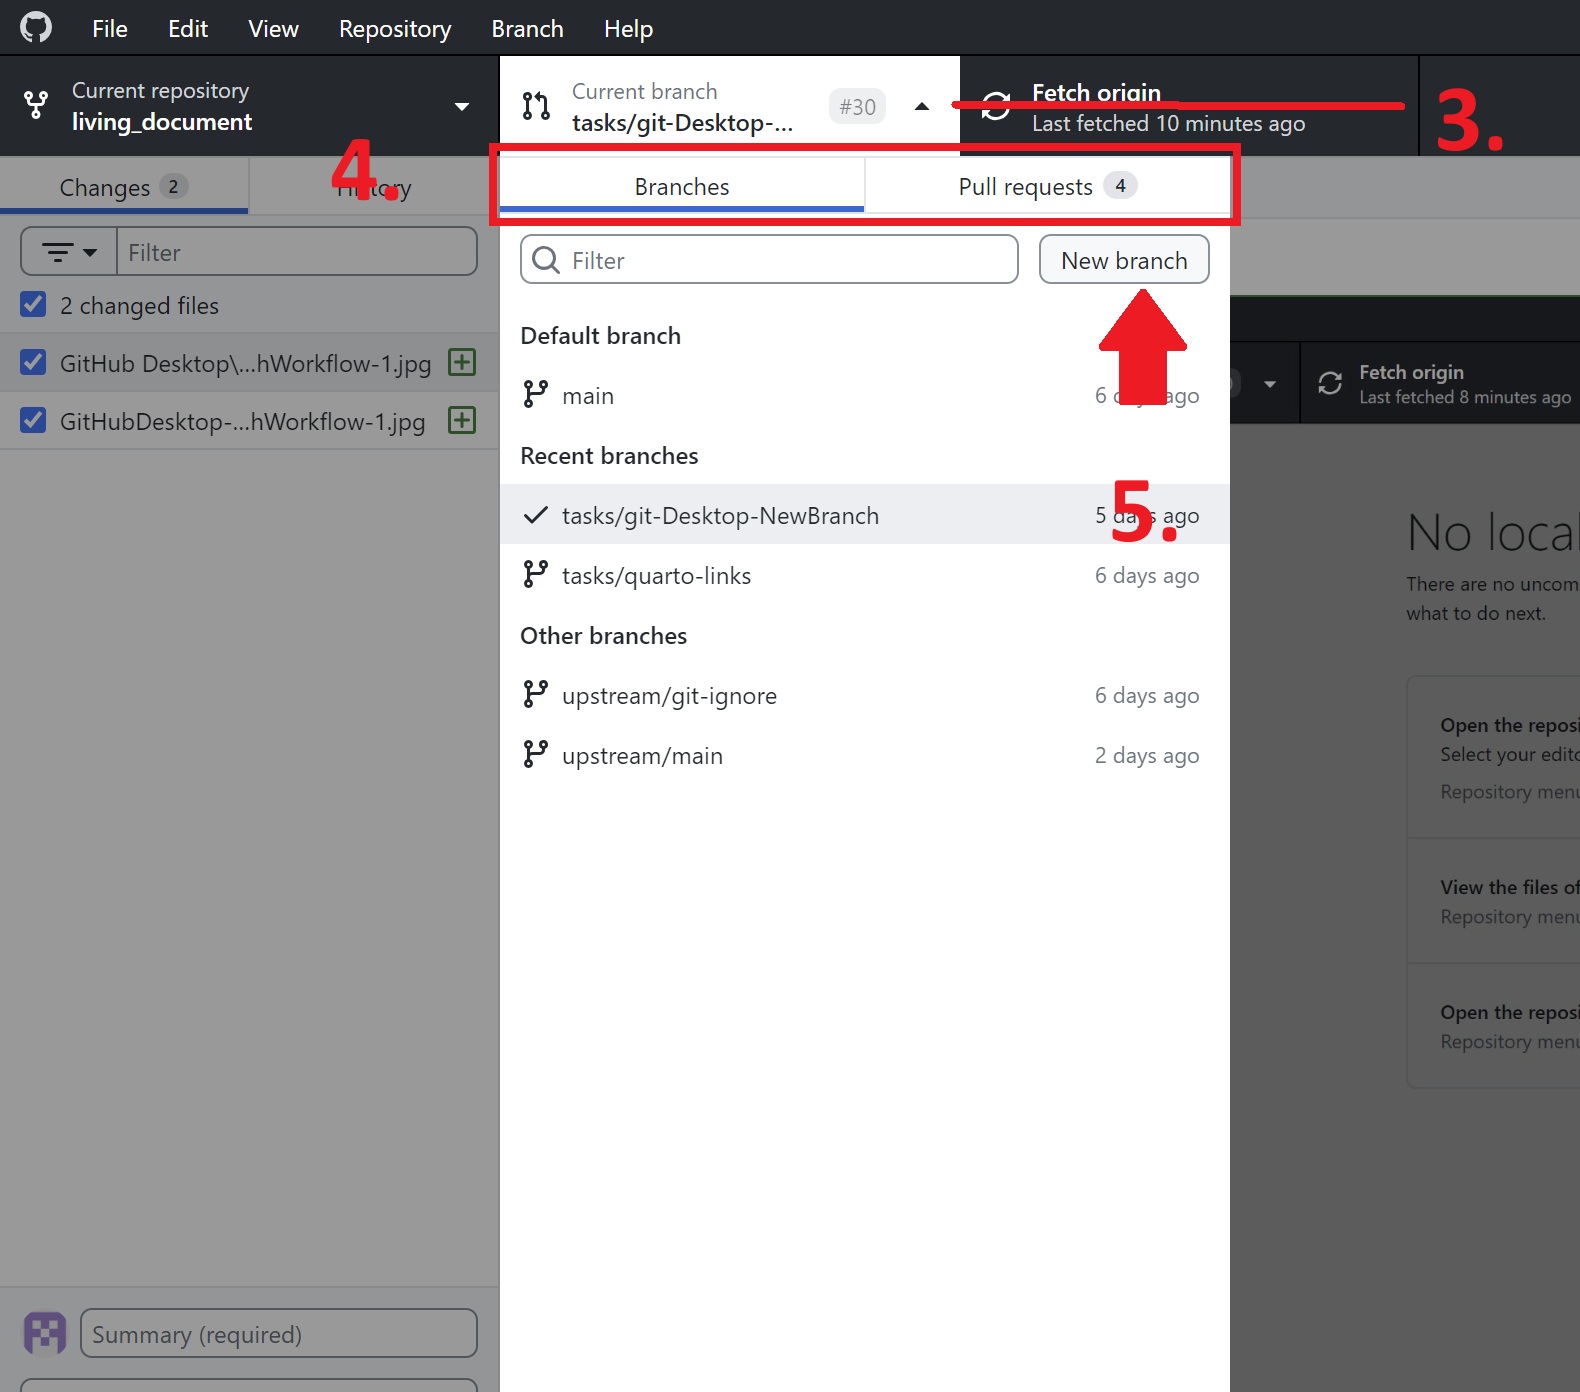 File Edit View Repository Branch Help
Current repository
living_document
Current branch
tasks/git-Desktop-...
#30
Fetch origin
Last fetched 10 minutes ago
3.
Changes 2
History
4.
Branches
Pull requests 4
Filter
2 changed files
GitHub Desktop\...hWorkflow-1.jpg
GitHubDesktop-...hWorkflow-1.jpg
Filter
New branch
Default branch
main 6 days ago
Recent branches
tasks/git-Desktop-NewBranch 5 days ago
5.
tasks/quarto-links 6 days ago
Other branches
upstream/git-ignore 6 days ago
upstream/main 2 days ago
Fetch origin
Last fetched 8 minutes ago
No local
There are no uncom
what to do next.
Open the reposi
Select your edito
Repository menu
View the files of
Repository menu
Open the reposi
Repository menu
Summary (required)